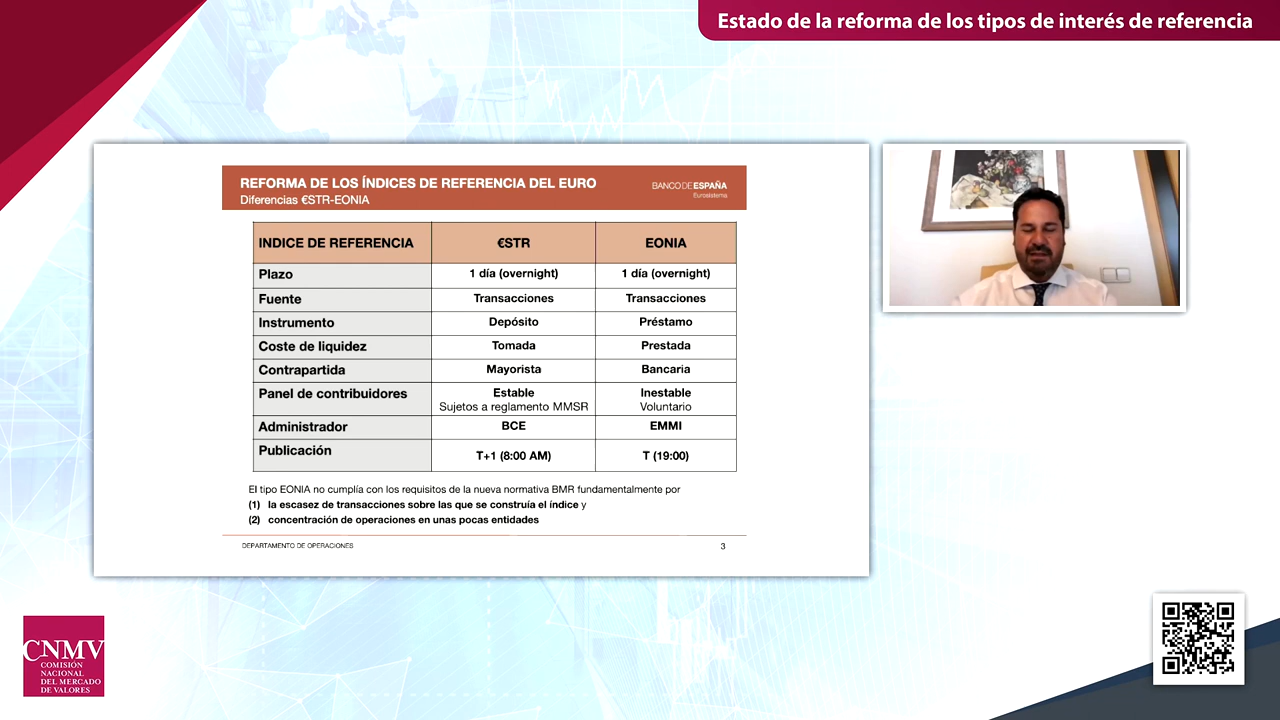 Estado de la reforma de los tipos de interés de referencia
REFORMA DE LOS ÍNDICES DE REFERENCIA DEL EURO
Diferencias €STR-EONIA
BANCO DE ESPAÑA
Eurosistema
INDICE DE REFERENCIA €STR EONIA
Plazo 1 día (overnight) 1 día (overnight)
Fuente Transacciones Transacciones
Instrumento Depósito Préstamo
Coste de liquidez Tomada Prestada
Contrapartida Mayorista Bancaria
Panel de contribuidores Estable Inestable
Sujetos a reglamento MMSR Voluntario
Administrador BCE EMMI
Publicación T+1 (8:00 AM) T (19:00)
El tipo EONIA no cumplía con los requisitos de la nueva normativa BMR fundamentalmente por
(1) la escasez de transacciones sobre las que se construía el índice y
(2) concentración de operaciones en unas pocas entidades
DEPARTAMENTO DE OPERACIONES 3
CNMV
COMISIÓN
NACIONAL
DEL MERCADO
DE VALORES